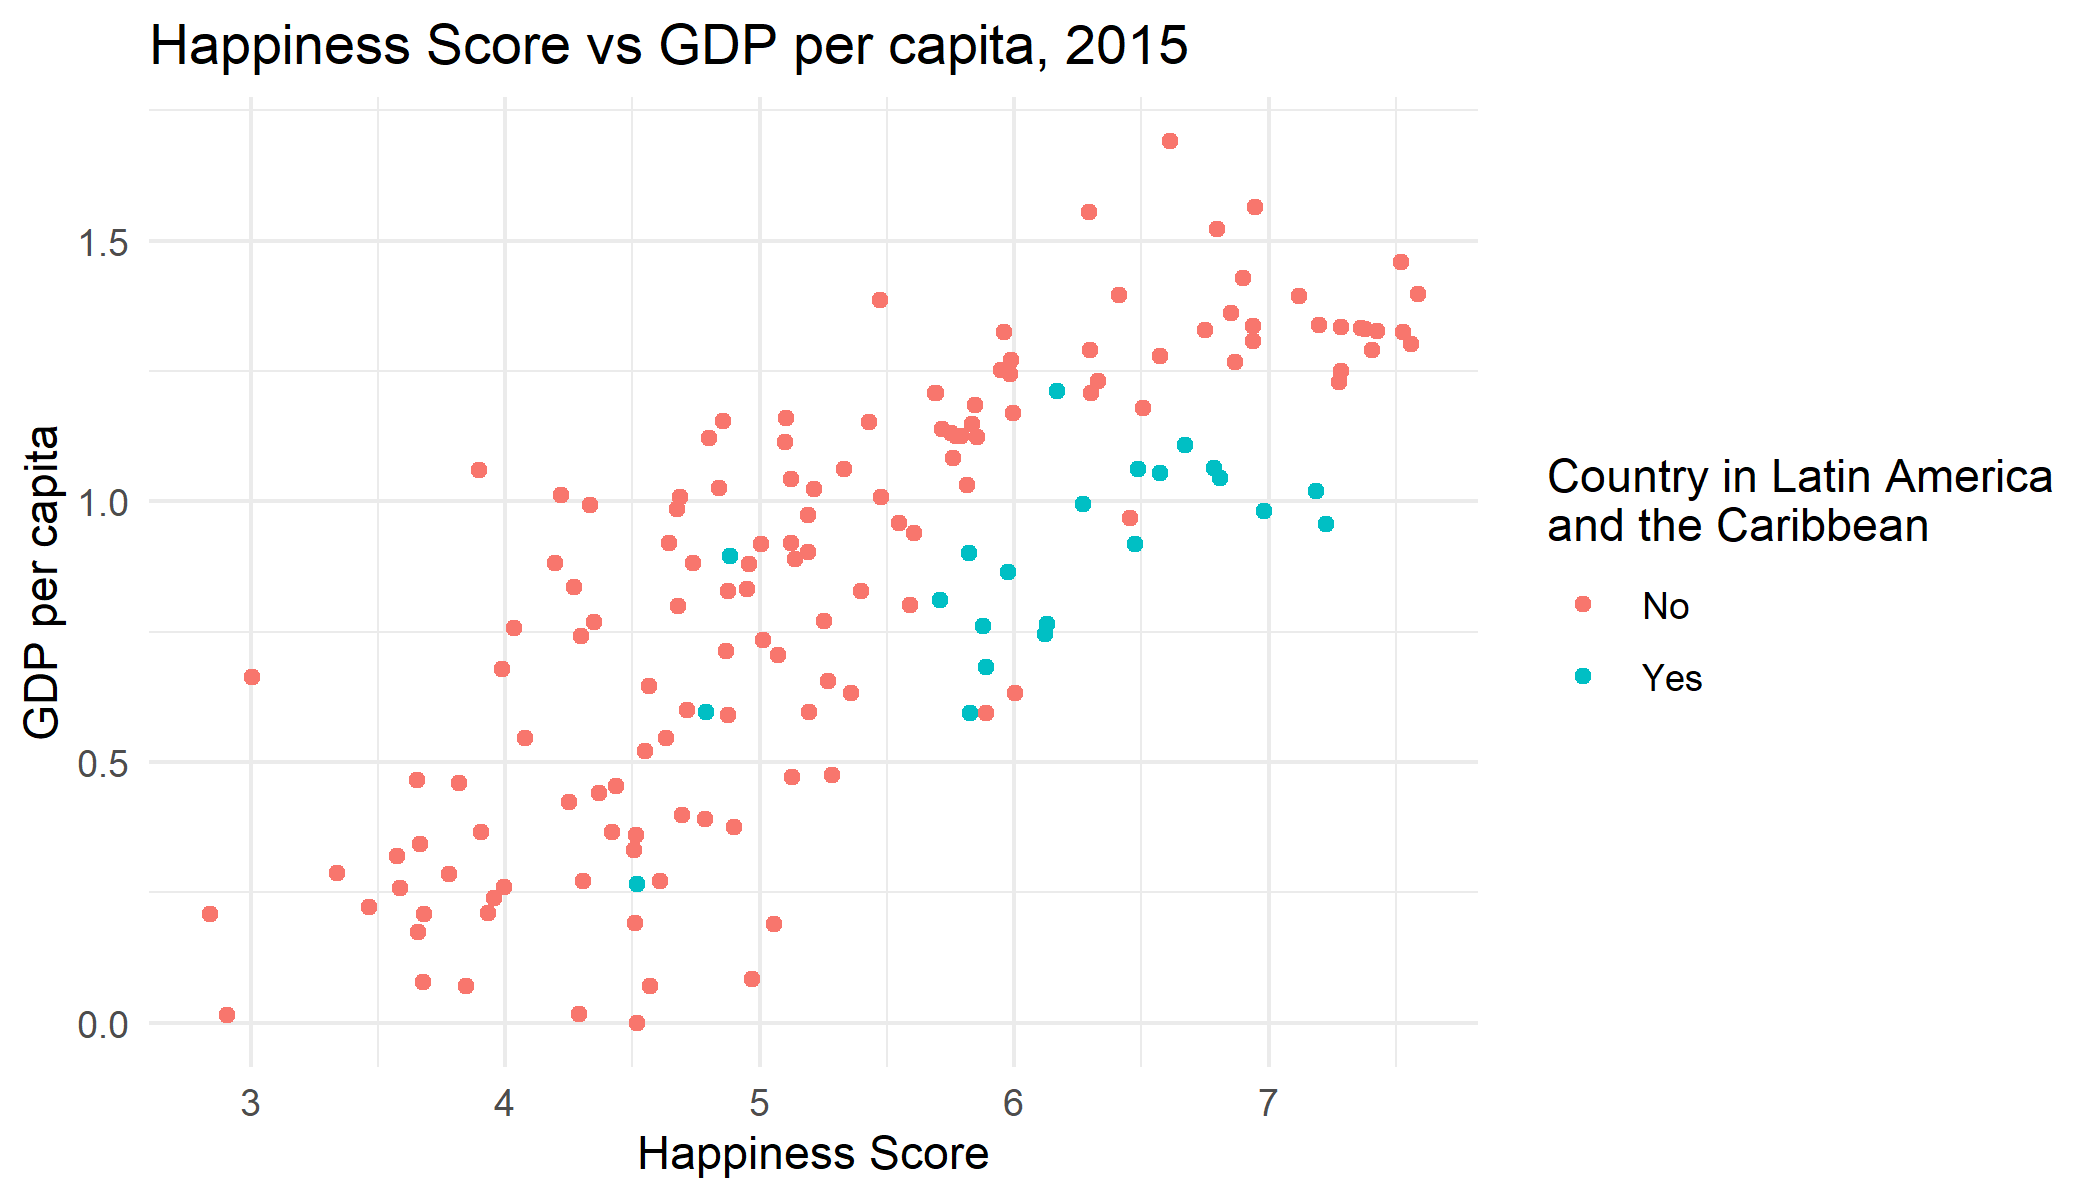 Happiness Score vs GDP per capita, 2015
GDP per capita
1.5
1.0
0.5
0.0
3 4 5 6 7
Happiness Score
Country in Latin America
and the Caribbean
No
Yes